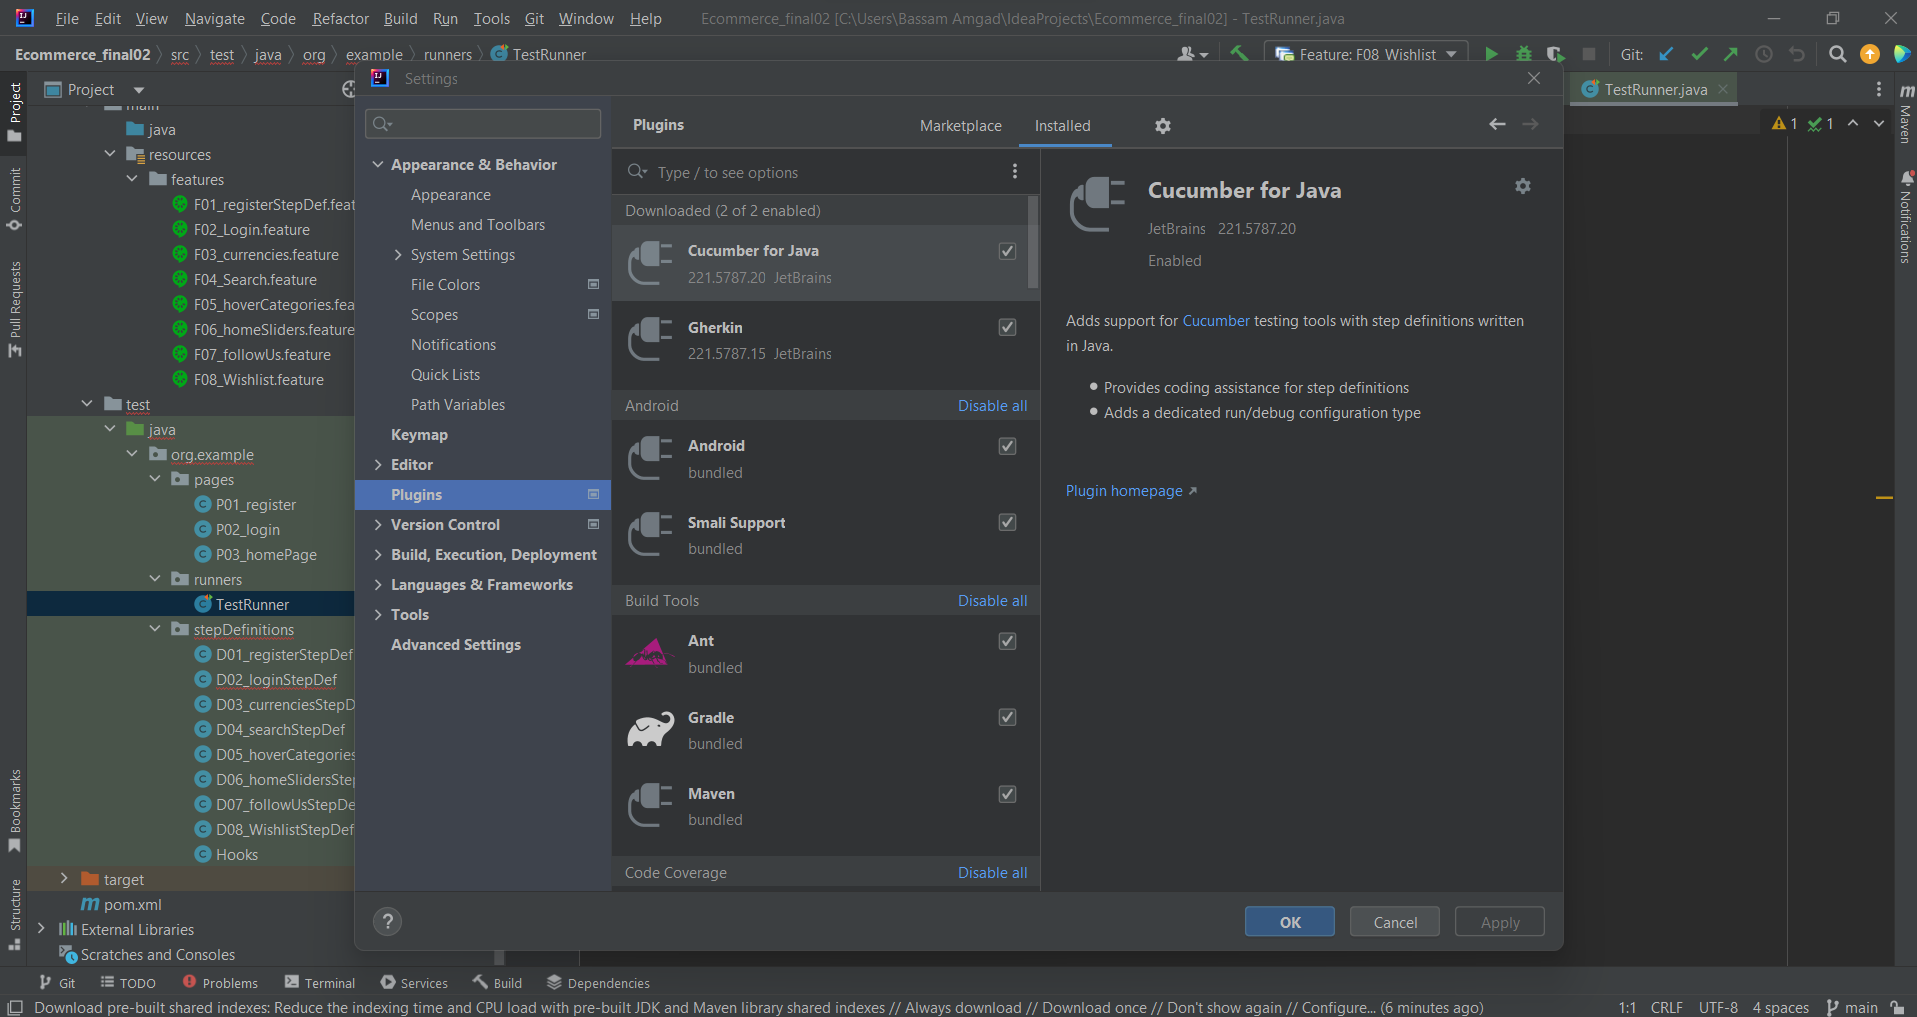 File Edit View Navigate Code Refactor Build Run Tools Git Window Help Ecommerce_final02 [C:\Users\Bassam Amgad\IdeaProjects\Ecommerce_final02] - TestRunner.java
Ecommerce_final02 src test java org example runners TestRunner Feature: F08 Wishlist Git:
Project
Commit
Pull Requests
Bookmarks
Structure
Project
main
java
resources
features
F01_registerStepDef.feat
F02_Login.feature
F03_currencies.feature
F04_Search.feature
F05_hoverCategories.fea
F06_homeSliders.feature
F07_followUs.feature
F08_Wishlist.feature
test
java
org.example
pages
P01_register
P02_login
P03_homePage
runners
TestRunner
stepDefinitions
D01_registerStepDef
D02_loginStepDef
D03_currenciesStepD
D04_searchStepDef
D05_hoverCategories
D06_homeSlidersStep
D07_followUsStepDe
D08_WishlistStepDef
Hooks
target
pom.xml
External Libraries
Scratches and Consoles
Settings
Appearance & Behavior
Appearance
Menus and Toolbars
System Settings
File Colors
Scopes
Notifications
Quick Lists
Path Variables
Keymap
Editor
Plugins
Version Control
Build, Execution, Deployment
Languages & Frameworks
Tools
Advanced Settings
?
Plugins Marketplace Installed
Type / to see options
Downloaded (2 of 2 enabled)
Cucumber for Java
221.5787.20 JetBrains
Gherkin
221.5787.15 JetBrains
Android Disable all
Android
bundled
Smali Support
bundled
Build Tools Disable all
Ant
bundled
Gradle
bundled
Maven
bundled
Code Coverage Disable all
Cucumber for Java
JetBrains 221.5787.20
Enabled
Adds support for Cucumber testing tools with step definitions written
in Java.
• Provides coding assistance for step definitions
• Adds a dedicated run/debug configuration type
Plugin homepage
OK Cancel Apply
TestRunner.java
1 1
m Maven
Notifications
Git TODO Problems Terminal Services Build Dependencies
Download pre-built shared indexes: Reduce the indexing time and CPU load with pre-built JDK and Maven library shared indexes // Always download // Download once // Don't show again // Configure... (6 minutes ago) 1:1 CRLF UTF-8 4 spaces main